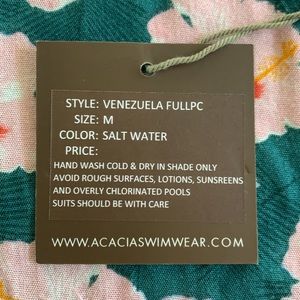 STYLE: VENEZUELA FULLPC
SIZE: M
COLOR: SALT WATER
PRICE:
HAND WASH COLD & DRY IN SHADE ONLY
AVOID ROUGH SURFACES, LOTIONS, SUNSREENS
AND OVERLY CHLORINATED POOLS
SUITS SHOULD BE WITH CARE
WWW.ACACIASWIMWEAR.COM